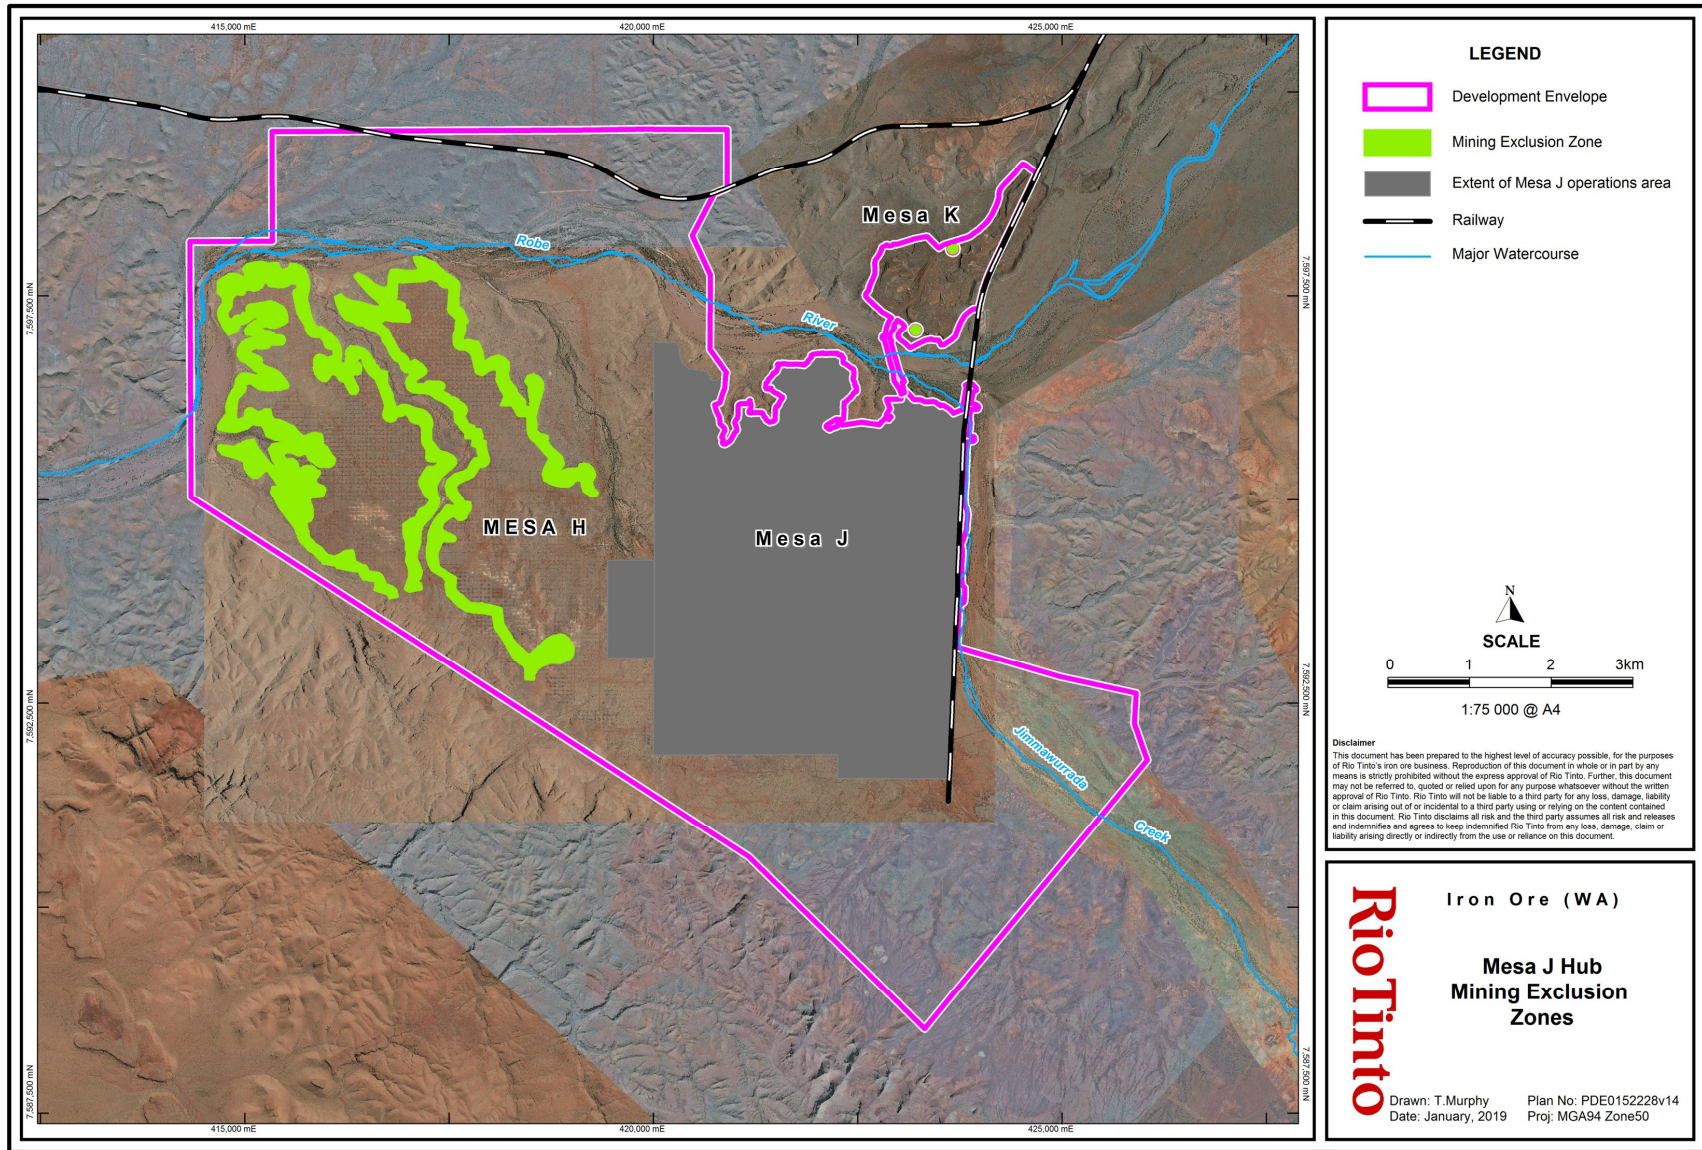 415,000 mE
420,000 mE
425,000 mE
7,597,500 mN
7,597,500 mN
7,592,500 mN
7,592,500 mN
7,587,500 mN
7,587,500 mN
415,000 mE
420,000 mE
425,000 mE
Mesa K
Robe
River
MESA H
Mesa J
Jimmawurrada
Creek
LEGEND
Development Envelope
Mining Exclusion Zone
Extent of Mesa J operations area
Railway
Major Watercourse
N
SCALE
0 1 2 3km
1:75 000 @ A4
Disclaimer
This document has been prepared to the highest level of accuracy possible, for the purposes
of Rio Tinto's iron ore business. Reproduction of this document in whole or in part by any
means is strictly prohibited without the express approval of Rio Tinto. Further, this document
may not be referred to, quoted or relied upon for any purpose whatsoever without the written
approval of Rio Tinto. Rio Tinto will not be liable to a third party for any loss, damage, liability
or claim arising out of or incidental to a third party using or relying on the content contained
in this document. Rio Tinto disclaims all risk and the third party assumes all risk and releases
and indemnifies and agrees to keep indemnified Rio Tinto from any loss, damage, claim or
liability arising directly or indirectly from the use or reliance on this document.
RioTinto
Iron Ore (WA)
Mesa J Hub
Mining Exclusion
Zones
Drawn: T.Murphy Plan No: PDE0152228v14
Date: January, 2019 Proj: MGA94 Zone50